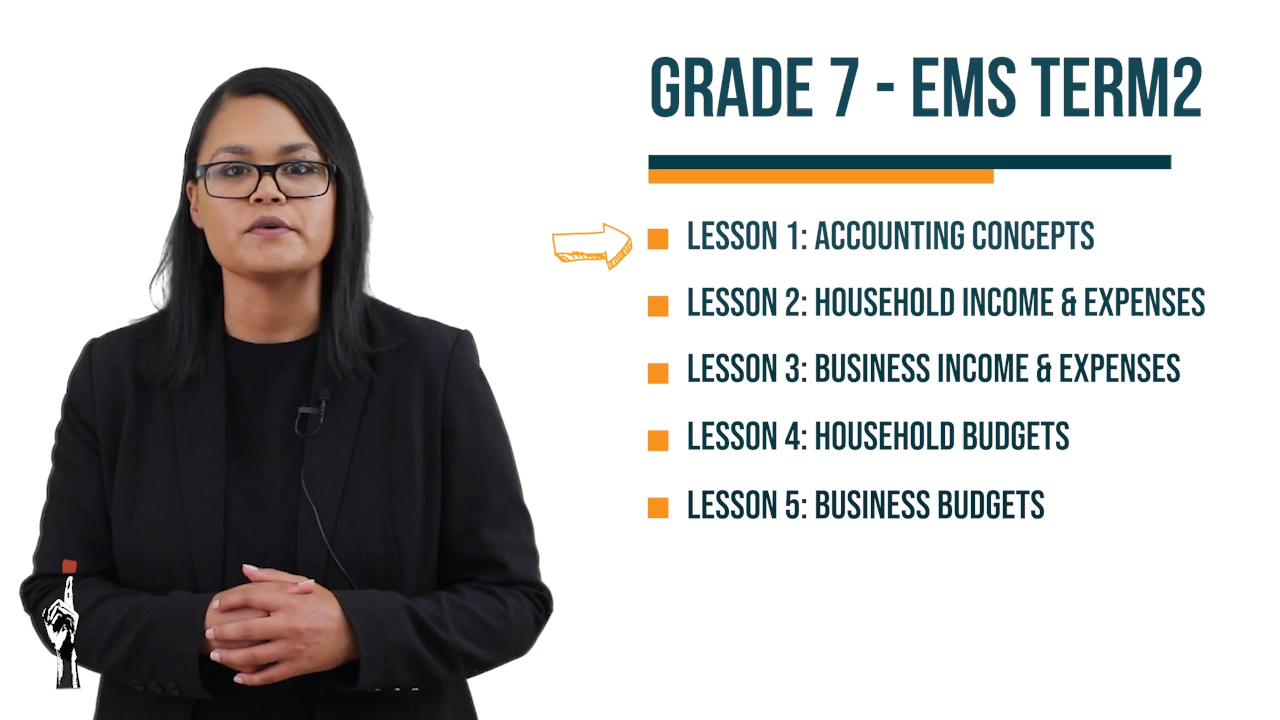 GRADE 7 - EMS TERM2
LESSON 1: ACCOUNTING CONCEPTS
LESSON 2: HOUSEHOLD INCOME & EXPENSES
LESSON 3: BUSINESS INCOME & EXPENSES
LESSON 4: HOUSEHOLD BUDGETS
LESSON 5: BUSINESS BUDGETS